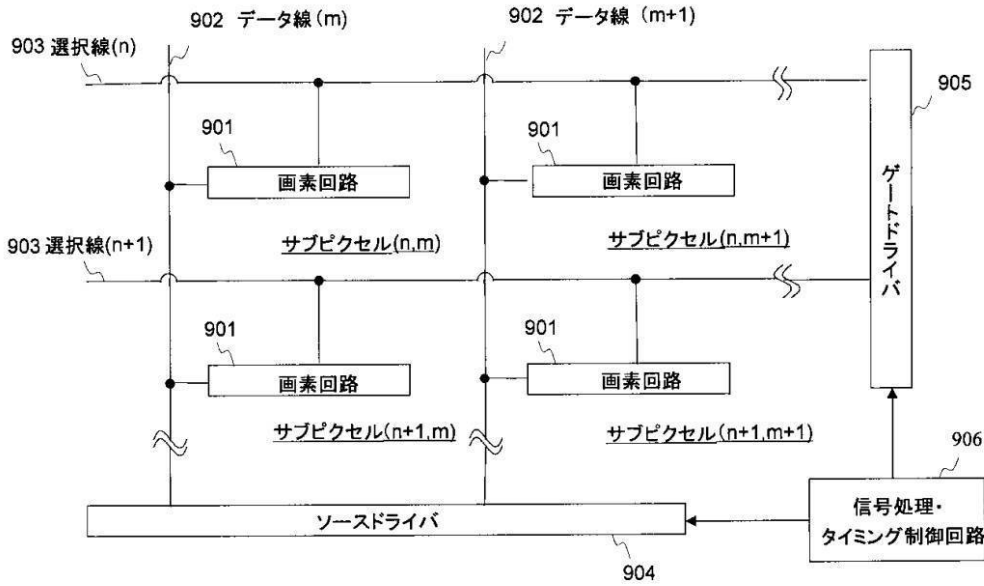 902 データ線(m)
902 データ線 (m+1)
903 選択線(n)
905
901
901
画素回路
画素回路
ゲートドライバ
サブピクセル(n,m)
サブピクセル(n,m+1)
903 選択線(n+1)
901
901
画素回路
画素回路
サブピクセル(n+1,m)
サブピクセル(n+1,m+1)
906
信号処理・
タイミング制御回路
ソースドライバ
904